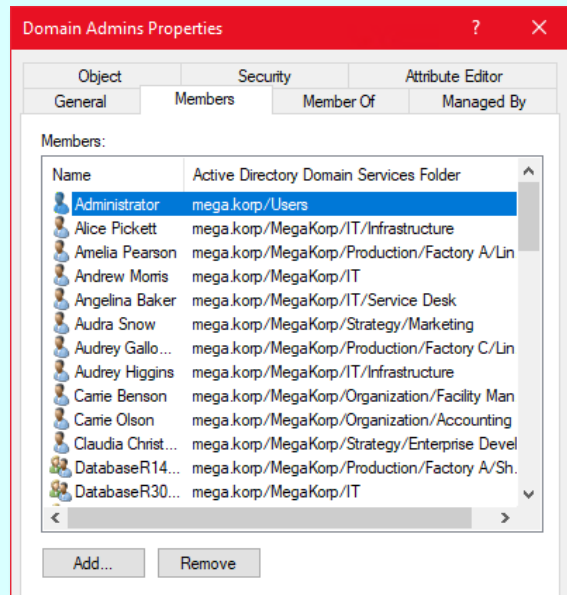 Domain Admins Properties ? ×
Object Security Attribute Editor
General Members Member Of Managed By
Members:
Name Active Directory Domain Services Folder
Administrator mega.korp/Users
Alice Pickett mega.korp/MegaKorp/IT/Infrastructure
Amelia Pearson mega.korp/MegaKorp/Production/Factory A/Lin
Andrew Morris mega.korp/MegaKorp/IT
Angelina Baker mega.korp/MegaKorp/IT/Service Desk
Audra Snow mega.korp/MegaKorp/Strategy/Marketing
Audrey Gallo... mega.korp/MegaKorp/Production/Factory C/Lin
Audrey Higgins mega.korp/MegaKorp/IT/Infrastructure
Carrie Benson mega.korp/MegaKorp/Organization/Facility Man
Carrie Olson mega.korp/MegaKorp/Organization/Accounting
Claudia Christ... mega.korp/MegaKorp/Strategy/Enterprise Devel
DatabaseR14... mega.korp/MegaKorp/Production/Factory A/Sh.
DatabaseR30... mega.korp/MegaKorp/IT
Add... Remove